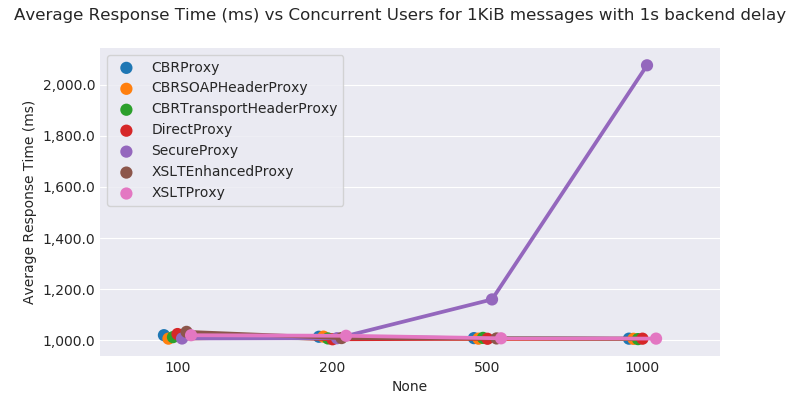 Average Response Time (ms) vs Concurrent Users for 1KiB messages with 1s backend delay
CBRProxy
CBRSOAPHeaderProxy
CBRTransportHeaderProxy
DirectProxy
SecureProxy
XSLTEnhancedProxy
XSLTProxy
Average Response Time (ms)
2,000.0
1,800.0
1,600.0
1,400.0
1,200.0
1,000.0
100 200 500 1000
None